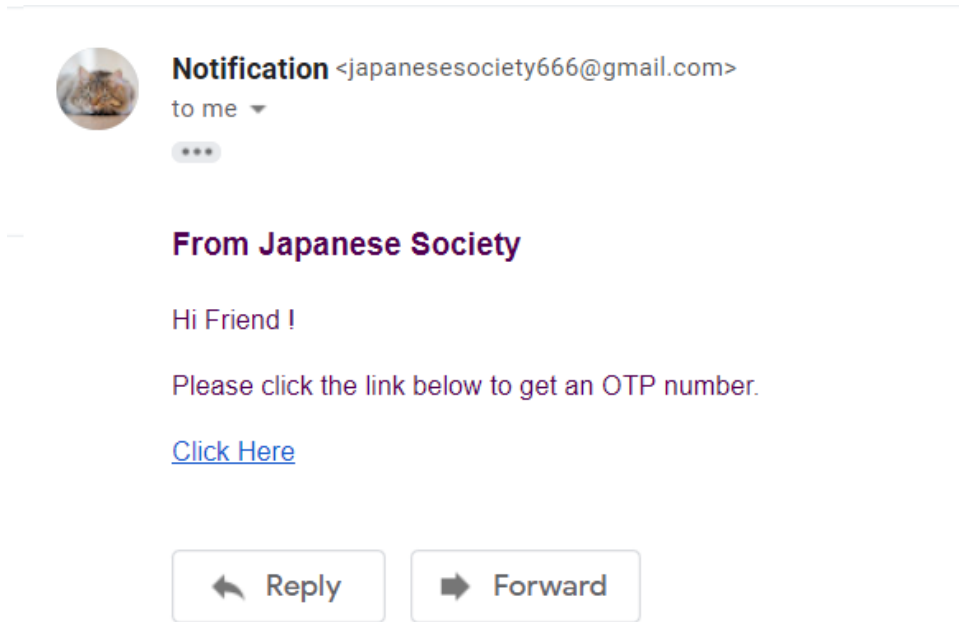 Notification <japanesesociety666@gmail.com>
to me
From Japanese Society
Hi Friend !
Please click the link below to get an OTP number.
Click Here
Reply Forward